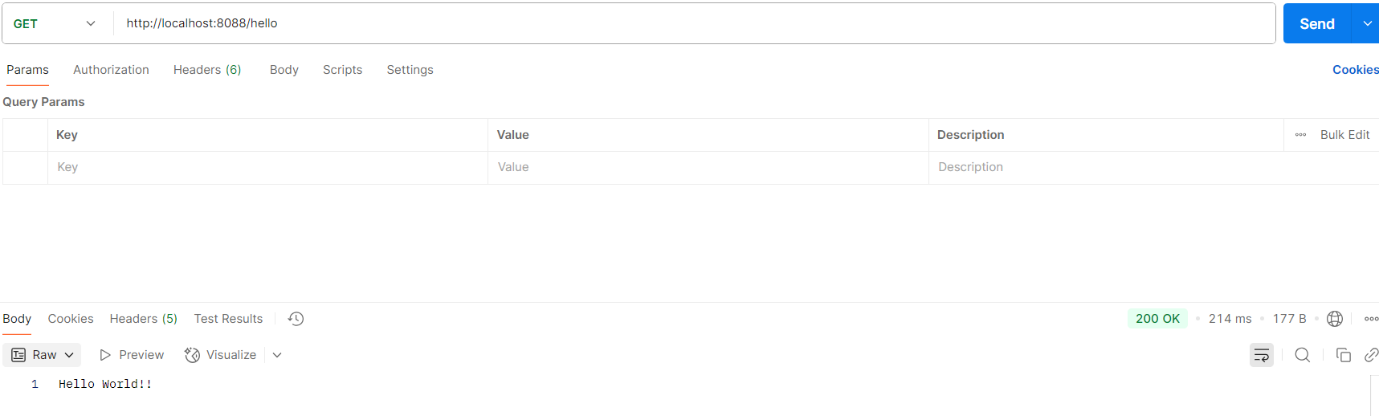 GET http://localhost:8088/hello Send
Params Authorization Headers (6) Body Scripts Settings Cookies
Query Params
Key Value Description Bulk Edit
Key Value Description
Body Cookies Headers (5) Test Results 200 OK 214 ms 177 B
Raw Preview Visualize
1 Hello World!!